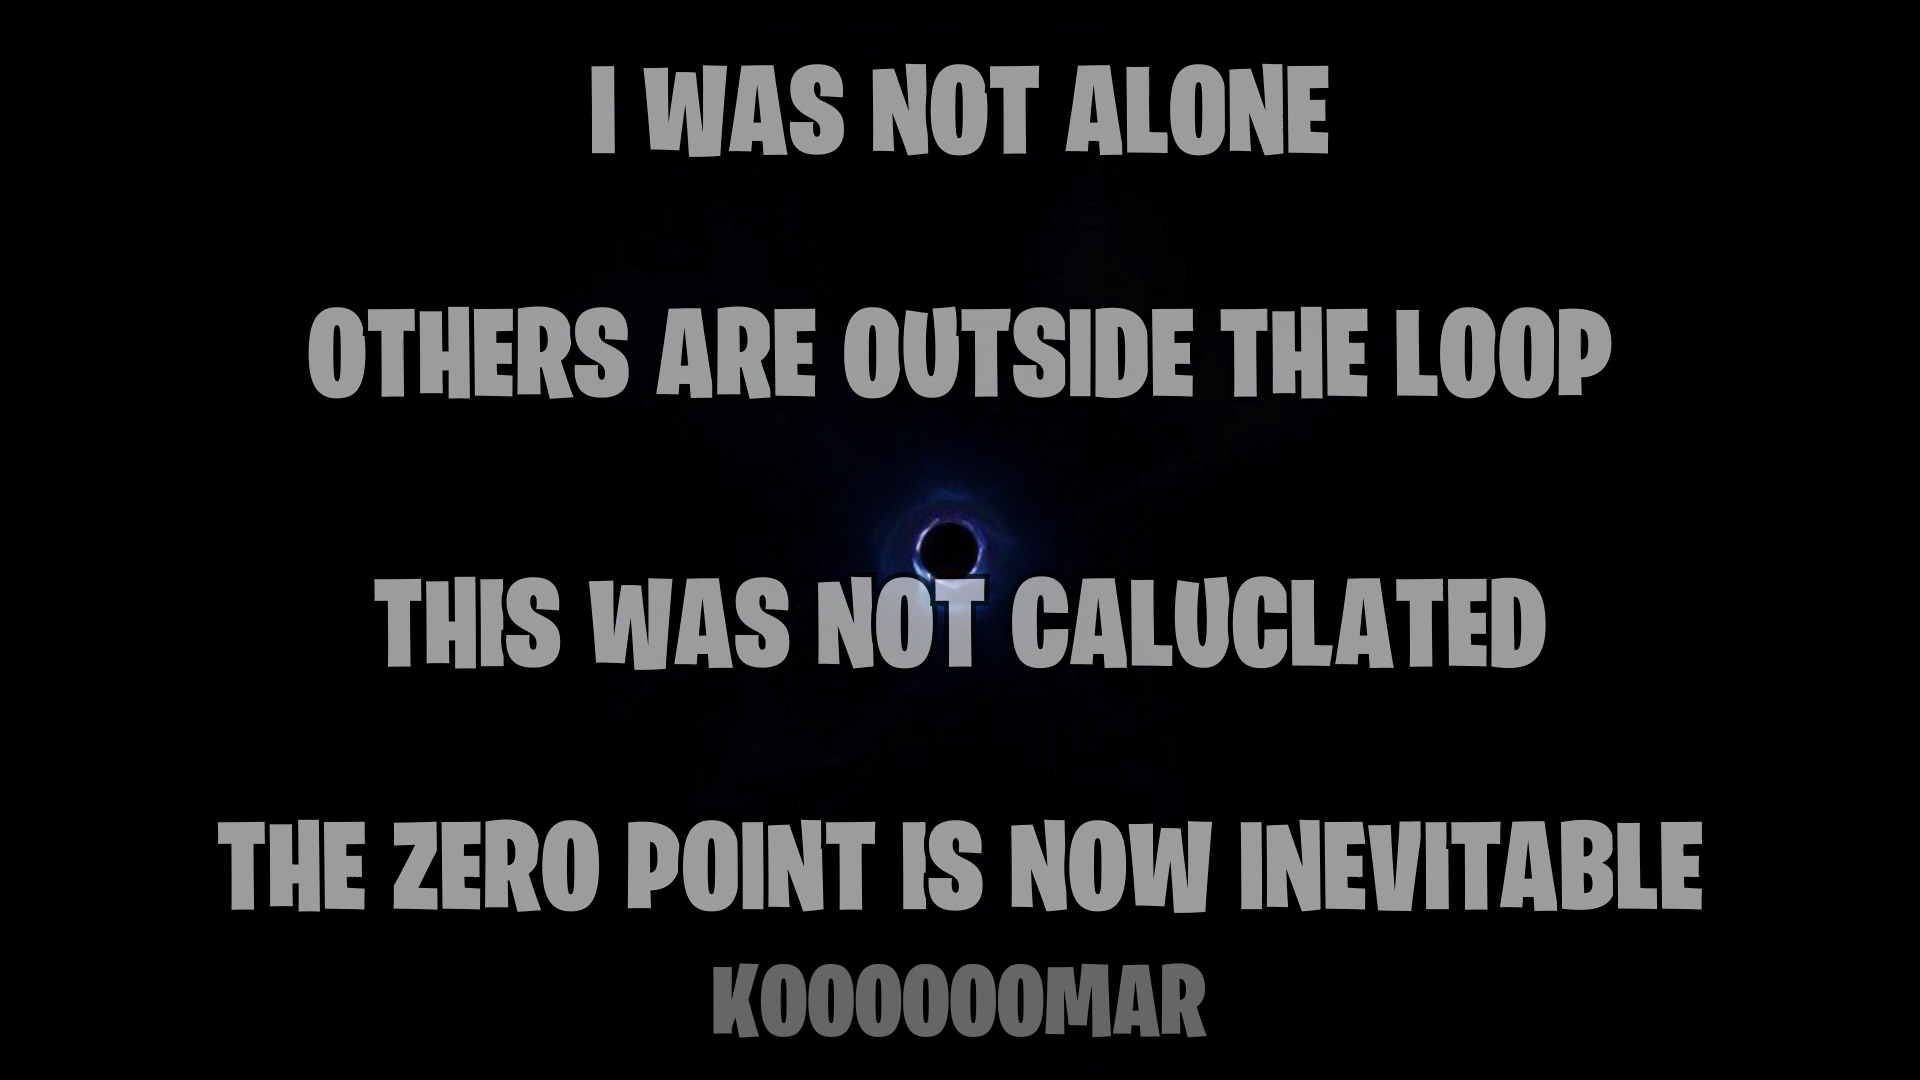 I WAS NOT ALONE
OTHERS ARE OUTSIDE THE LOOP
THIS WAS NOT CALUCLATED
THE ZERO POINT IS NOW INEVITABLE
KOOOOOOMAR